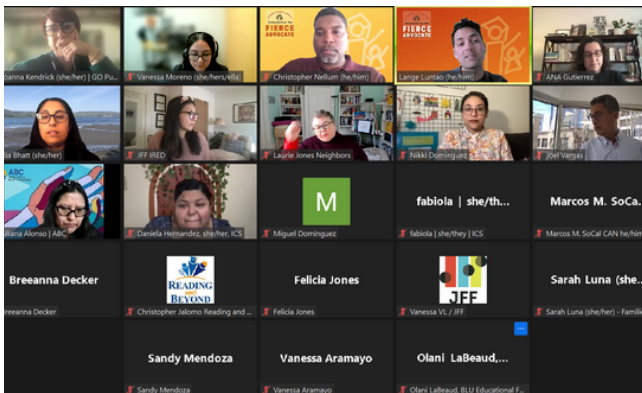 FIERCE
ADVOCATE
FIERCE
ADVOCATE
oanna Kendrick (she/her) | GO Pu...
Vanessa Moreno (she/hers/ella)
Christopher Nellum (he/him)
Lange Luntao (he/him)
ANA Gutierrez
lia Bhatt (she/her)
JFF IRED
Laurie Jones Neighbors
Nikki Dominguez
Joel Vargas
ABC
M
fabiola | she/th...
Marcos M. SoCa.
liliana Alonso | ABC
Daniela Hernandez, she/her, ICS
Miguel Dominguez
fabiola | she/they | ICS
Marcos M. SoCal CAN he/him
Breeanna Decker
READING
and
BEYOND
Felicia Jones
JFF
Sarah Luna (she...
Breeanna Decker
Christopher Jalomo Reading and ...
Felicia Jones
Vanessa VL / JFF
Sarah Luna (she/her) - Familie
Sandy Mendoza
Vanessa Aramayo
Olani LaBeaud,...
Sandy Mendoza
Vanessa Aramayo
Olani LaBeaud, BLU Educational F...